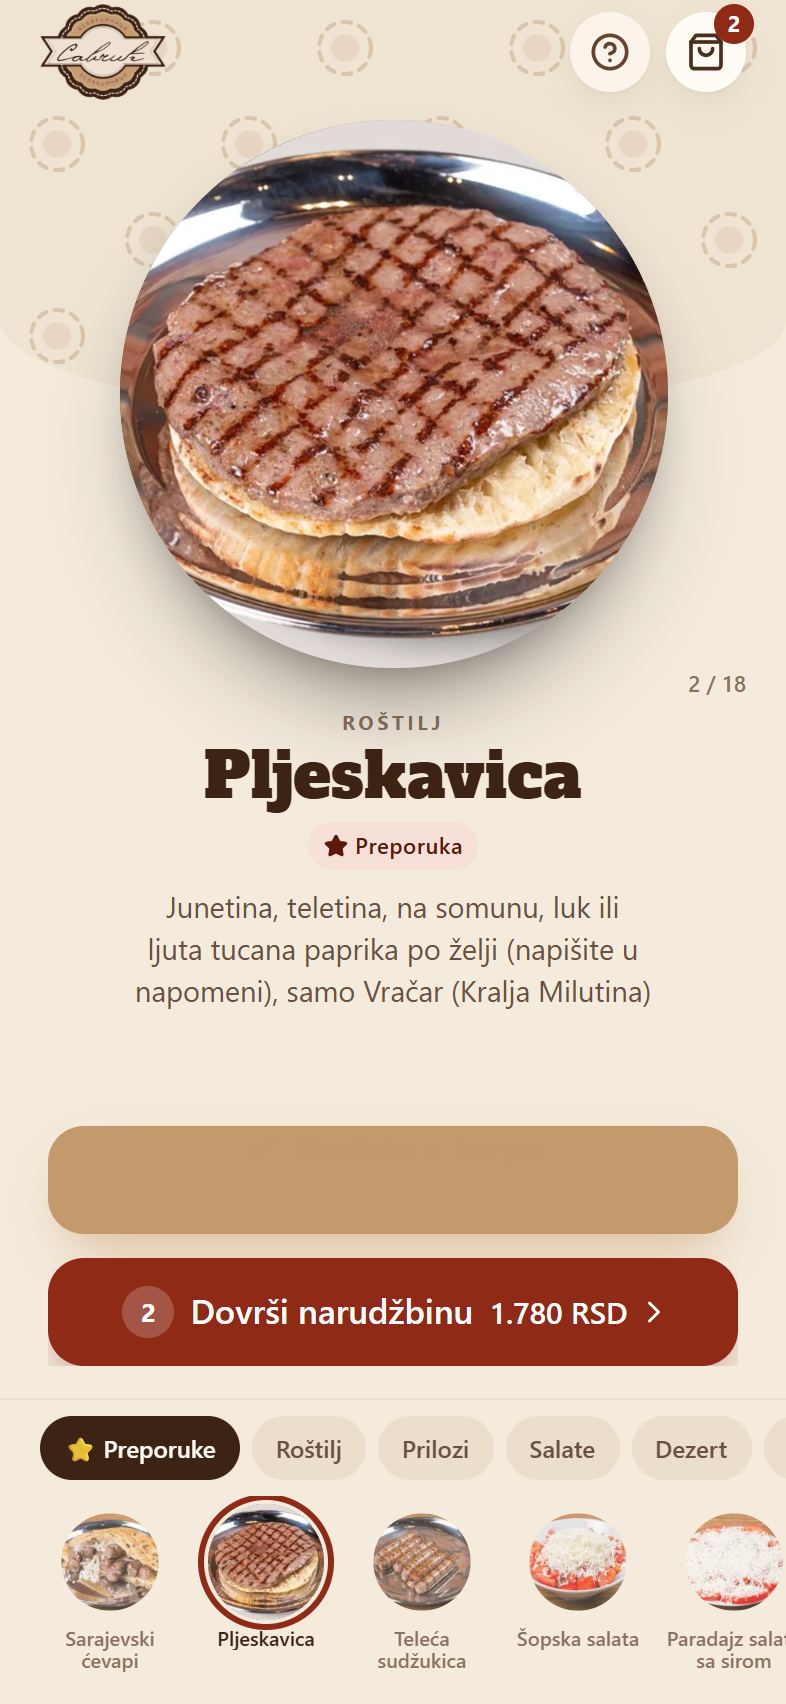 Cabruk
2
2 / 18
ROŠTILJ
Pljeskavica
Preporuka
Junetina, teletina, na somunu, luk ili
ljuta tucana paprika po želji (napišite u
napomeni), samo Vračar (Kralja Milutina)
2 Dovrši narudžbinu 1.780 RSD
Preporuke Roštilj Prilozi Salate Dezert
Sarajevski
ćevapi
Pljeskavica
Teleća
sudžukica
Šopska salata
Paradajz salat
sa sirom